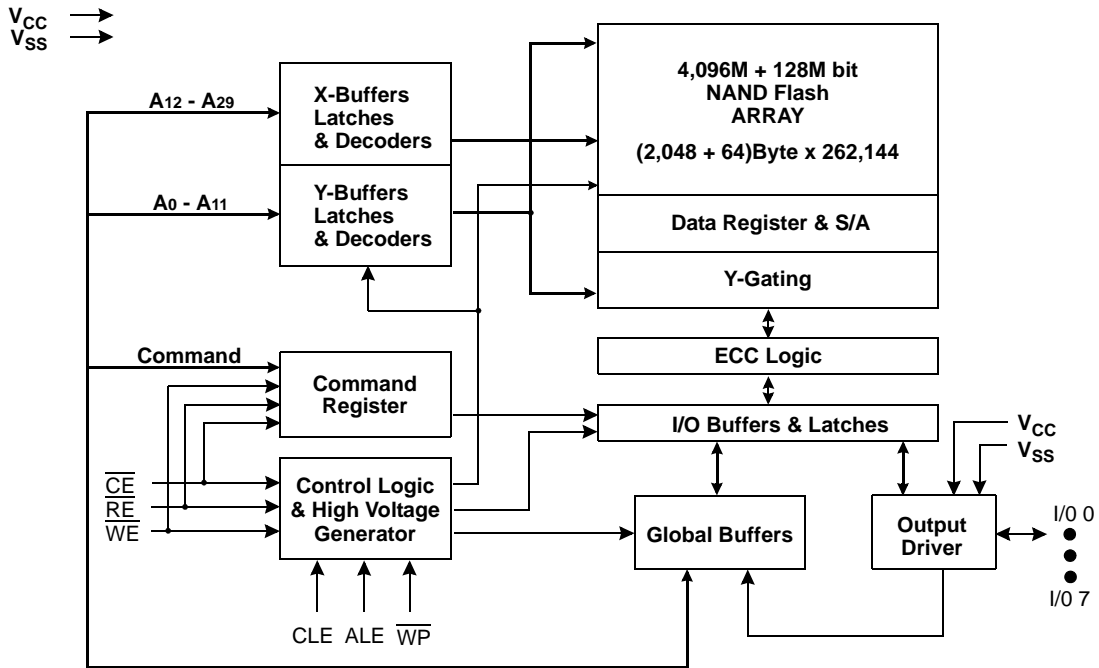 VCC
VSS
A12 - A29
X-Buffers
Latches
& Decoders
A0 - A11
Y-Buffers
Latches
& Decoders
4,096M + 128M bit
NAND Flash
ARRAY
(2,048 + 64)Byte x 262,144
Data Register & S/A
Y-Gating
ECC Logic
Command
Command
Register
I/O Buffers & Latches
VCC
VSS
CE
RE
WE
Control Logic
& High Voltage
Generator
Global Buffers
Output
Driver
I/0 0
I/0 7
CLE ALE WP